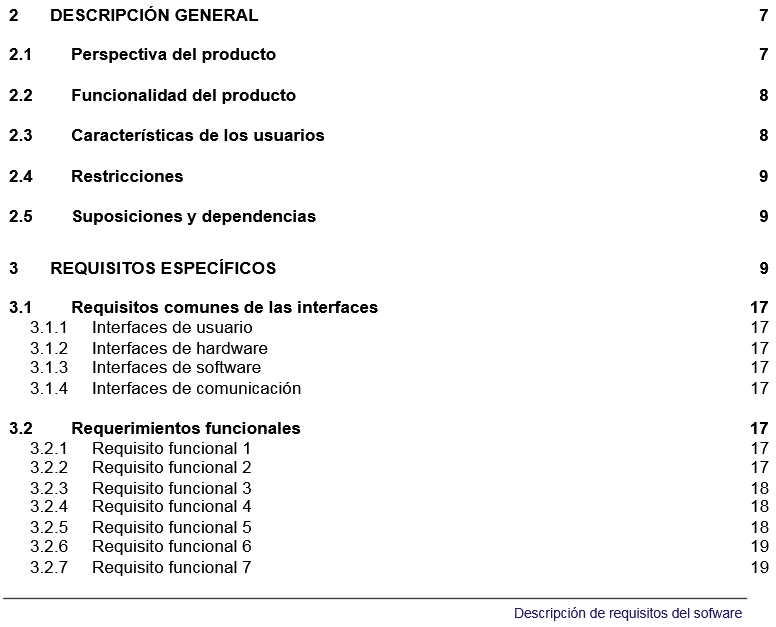 2 DESCRIPCIÓN GENERAL 7
2.1 Perspectiva del producto 7
2.2 Funcionalidad del producto 8
2.3 Características de los usuarios 8
2.4 Restricciones 9
2.5 Suposiciones y dependencias 9
3 REQUISITOS ESPECÍFICOS 9
3.1 Requisitos comunes de las interfaces 17
3.1.1 Interfaces de usuario 17
3.1.2 Interfaces de hardware 17
3.1.3 Interfaces de software 17
3.1.4 Interfaces de comunicación 17
3.2 Requerimientos funcionales 17
3.2.1 Requisito funcional 1 17
3.2.2 Requisito funcional 2 17
3.2.3 Requisito funcional 3 18
3.2.4 Requisito funcional 4 18
3.2.5 Requisito funcional 5 18
3.2.6 Requisito funcional 6 19
3.2.7 Requisito funcional 7 19
Descripción de requisitos del sofware